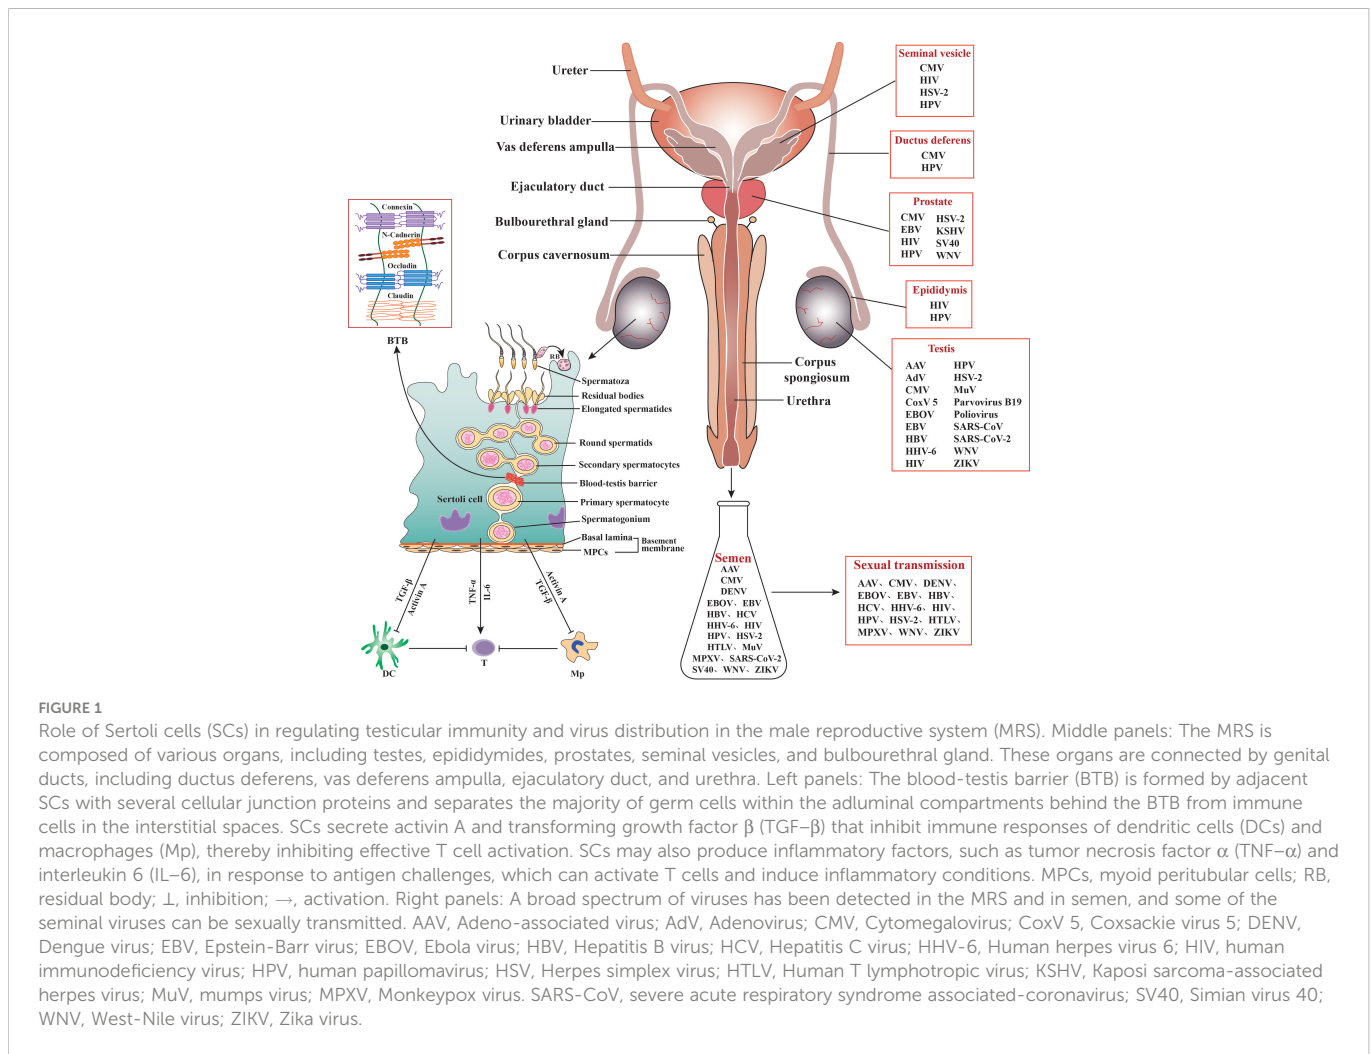 Ureter
Urinary bladder
Vas deferens ampulla
Ejaculatory duct
Bulbourethral gland
Corpus cavernosum
Corpus
spongiosum
Urethra
Seminal vesicle
CMV
HIV
HSV-2
HPV
Ductus deferens
CMV
HPV
Prostate
CMV HSV-2
EBV KSHV
HIV SV40
HPV WNV
Epididymis
HIV
HPV
Testis
AAV HPV
AdV HSV-2
CMV MuV
CoxV 5 Parvovirus B19
EBOV Poliovirus
EBV SARS-CoV
HBV SARS-CoV-2
HHV-6 WNV
HIV ZIKV
Connexin
N-Cadnerin
Occludin
Claudin
BTB
RB
Spermatoza
Residual bodies
Elongated spermatides
Round spermatids
Secondary spermatocytes
Blood-testis barrier
Sertoli cell
Primary spermatocyte
Spermatogonium
Basal lamina
MPCs
Basement
membrane
TGF-β
Activin A
TNF-α
IL-6
Activin A
TGF-β
DC
T
Mp
Semen
AAV
CMV
DENV
EBOV、EBV
HBV、HCV
HHV-6、HIV
HPV、HSV-2
HTLV、MuV
MPXV、SARS-CoV-2
SV40、WNV、ZIKV
Sexual transmission
AAV、CMV、DENV、
EBOV、EBV、HBV、
HCV、HHV-6、HIV、
HPV、HSV-2、HTLV、
MPXV、WNV、ZIKV
FIGURE 1
Role of Sertoli cells (SCs) in regulating testicular immunity and virus distribution in the male reproductive system (MRS). Middle panels: The MRS is
composed of various organs, including testes, epididymides, prostates, seminal vesicles, and bulbourethral gland. These organs are connected by genital
ducts, including ductus deferens, vas deferens ampulla, ejaculatory duct, and urethra. Left panels: The blood-testis barrier (BTB) is formed by adjacent
SCs with several cellular junction proteins and separates the majority of germ cells within the adluminal compartments behind the BTB from immune
cells in the interstitial spaces. SCs secrete activin A and transforming growth factor β (TGF–β) that inhibit immune responses of dendritic cells (DCs) and
macrophages (Mp), thereby inhibiting effective T cell activation. SCs may also produce inflammatory factors, such as tumor necrosis factor α (TNF–α) and
interleukin 6 (IL–6), in response to antigen challenges, which can activate T cells and induce inflammatory conditions. MPCs, myoid peritubular cells; RB,
residual body; ⊥, inhibition; →, activation. Right panels: A broad spectrum of viruses has been detected in the MRS and in semen, and some of the
seminal viruses can be sexually transmitted. AAV, Adeno-associated virus; AdV, Adenovirus; CMV, Cytomegalovirus; CoxV 5, Coxsackie virus 5; DENV,
Dengue virus; EBV, Epstein-Barr virus; EBOV, Ebola virus; HBV, Hepatitis B virus; HCV, Hepatitis C virus; HHV-6, Human herpes virus 6; HIV, human
immunodeficiency virus; HPV, human papillomavirus; HSV, Herpes simplex virus; HTLV, Human T lymphotropic virus; KSHV, Kaposi sarcoma-associated
herpes virus; MuV, mumps virus; MPXV, Monkeypox virus. SARS-CoV, severe acute respiratory syndrome associated-coronavirus; SV40, Simian virus 40;
WNV, West-Nile virus; ZIKV, Zika virus.